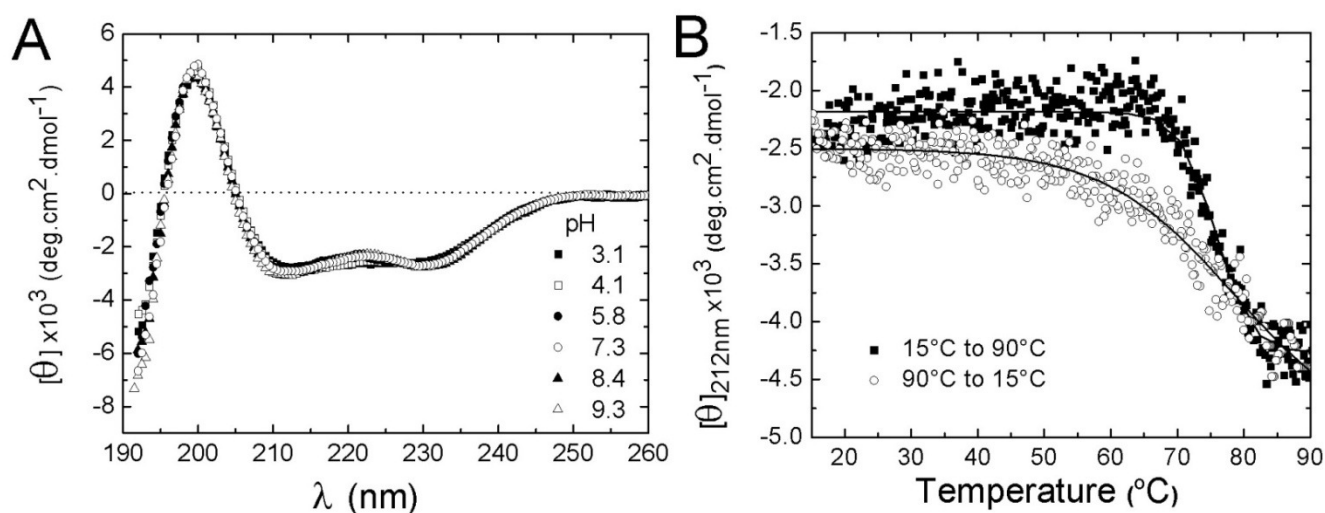 A
[θ] x10³ (deg.cm².dmol⁻¹)
6
4
2
0
-2
-4
-6
-8
190 200 210 220 230 240 250 260
λ (nm)
pH
3.1
4.1
5.8
7.3
8.4
9.3
B
[θ]212nm x10³ (deg.cm².dmol⁻¹)
-1.5
-2.0
-2.5
-3.0
-3.5
-4.0
-4.5
-5.0
20 30 40 50 60 70 80 90
Temperature (°C)
15°C to 90°C
90°C to 15°C